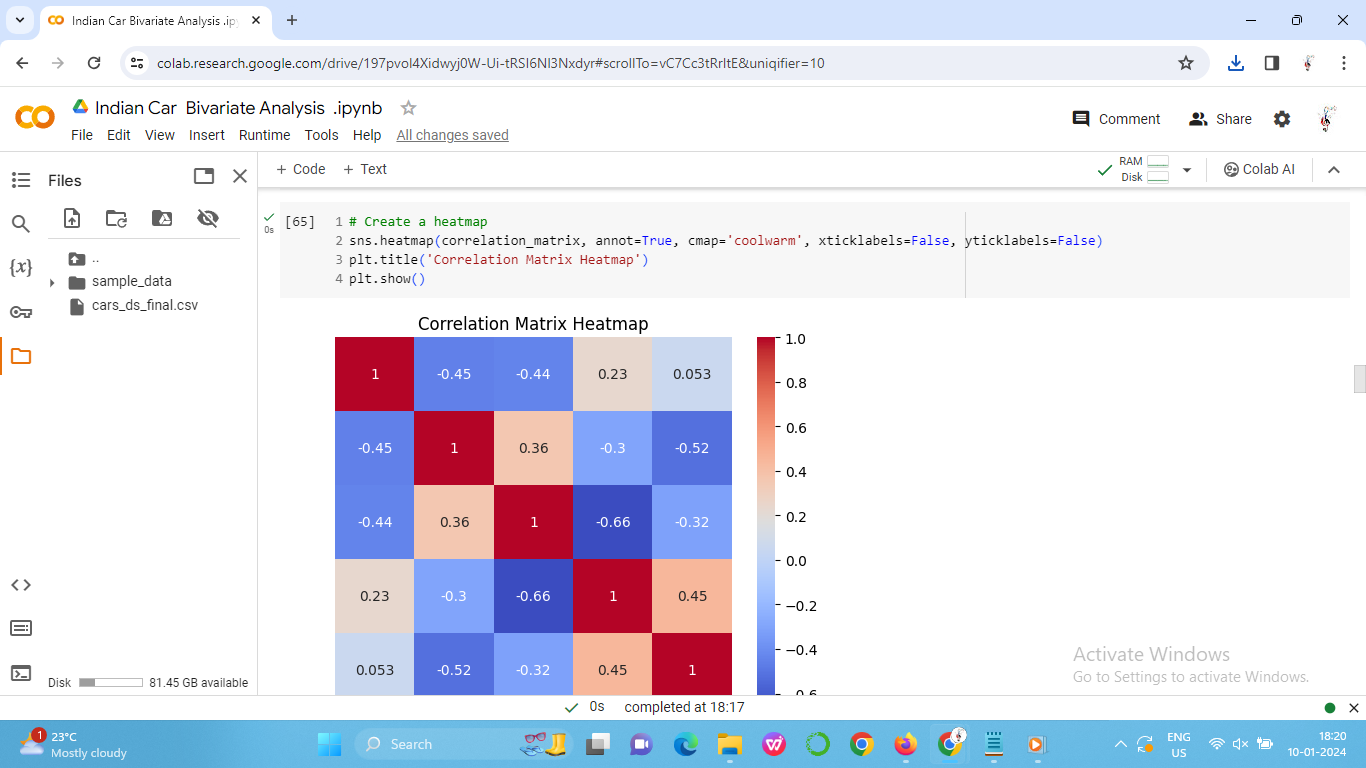 Indian Car Bivariate Analysis .ip
colab.research.google.com/drive/197pvol4Xidwyj0W-Ui-tRSI6NI3Nxdyr#scrollTo=vC7Cc3tRrItE&uniqifier=10
Indian Car  Bivariate Analysis  .ipynb
File Edit View Insert Runtime Tools Help All changes saved
Comment Share
Files
+ Code + Text
RAM
Disk
Colab AI
..
sample_data
cars_ds_final.csv
[65]
0s
1 # Create a heatmap
2 sns.heatmap(correlation_matrix, annot=True, cmap='coolwarm', xticklabels=False, yticklabels=False)
3 plt.title('Correlation Matrix Heatmap')
4 plt.show()
Correlation Matrix Heatmap
1 -0.45 -0.44 0.23 0.053
-0.45 1 0.36 -0.3 -0.52
-0.44 0.36 1 -0.66 -0.32
0.23 -0.3 -0.66 1 0.45
0.053 -0.52 -0.32 0.45 1
1.0
0.8
0.6
0.4
0.2
0.0
−0.2
−0.4
−0.6
{x}
Disk 81.45 GB available
Activate Windows
Go to Settings to activate Windows.
0s completed at 18:17
1
23°C
Mostly cloudy
Search
ENG
US
18:20
10-01-2024